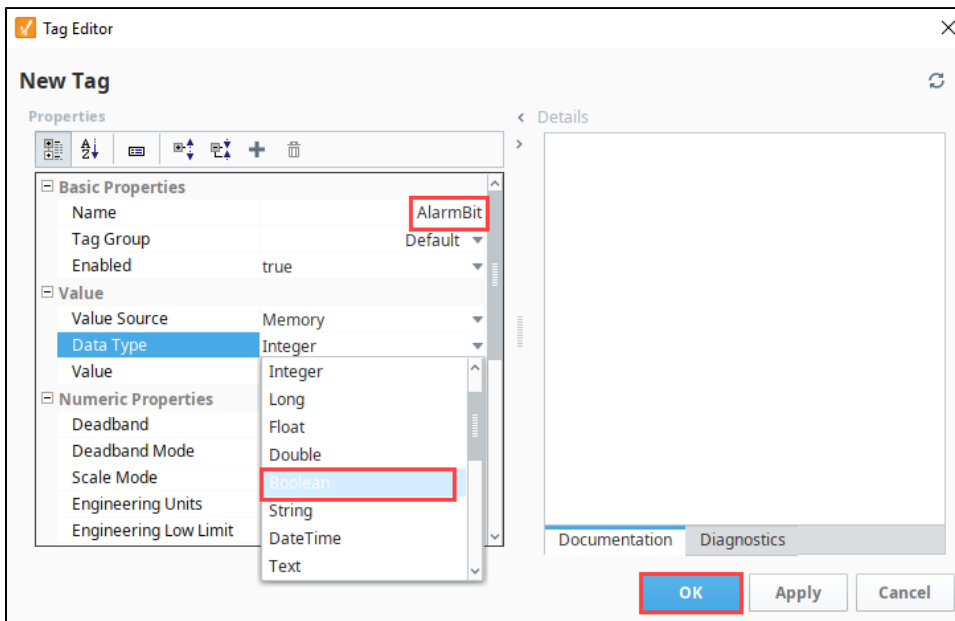 Tag Editor
New Tag
Properties
Basic Properties
Name AlarmBit
Tag Group Default
Enabled true
Value
Value Source Memory
Data Type Integer
Value
Numeric Properties
Deadband
Deadband Mode
Scale Mode
Engineering Units
Engineering Low Limit
Integer
Long
Float
Double
Boolean
String
DateTime
Text
Details
Documentation Diagnostics
OK Apply Cancel